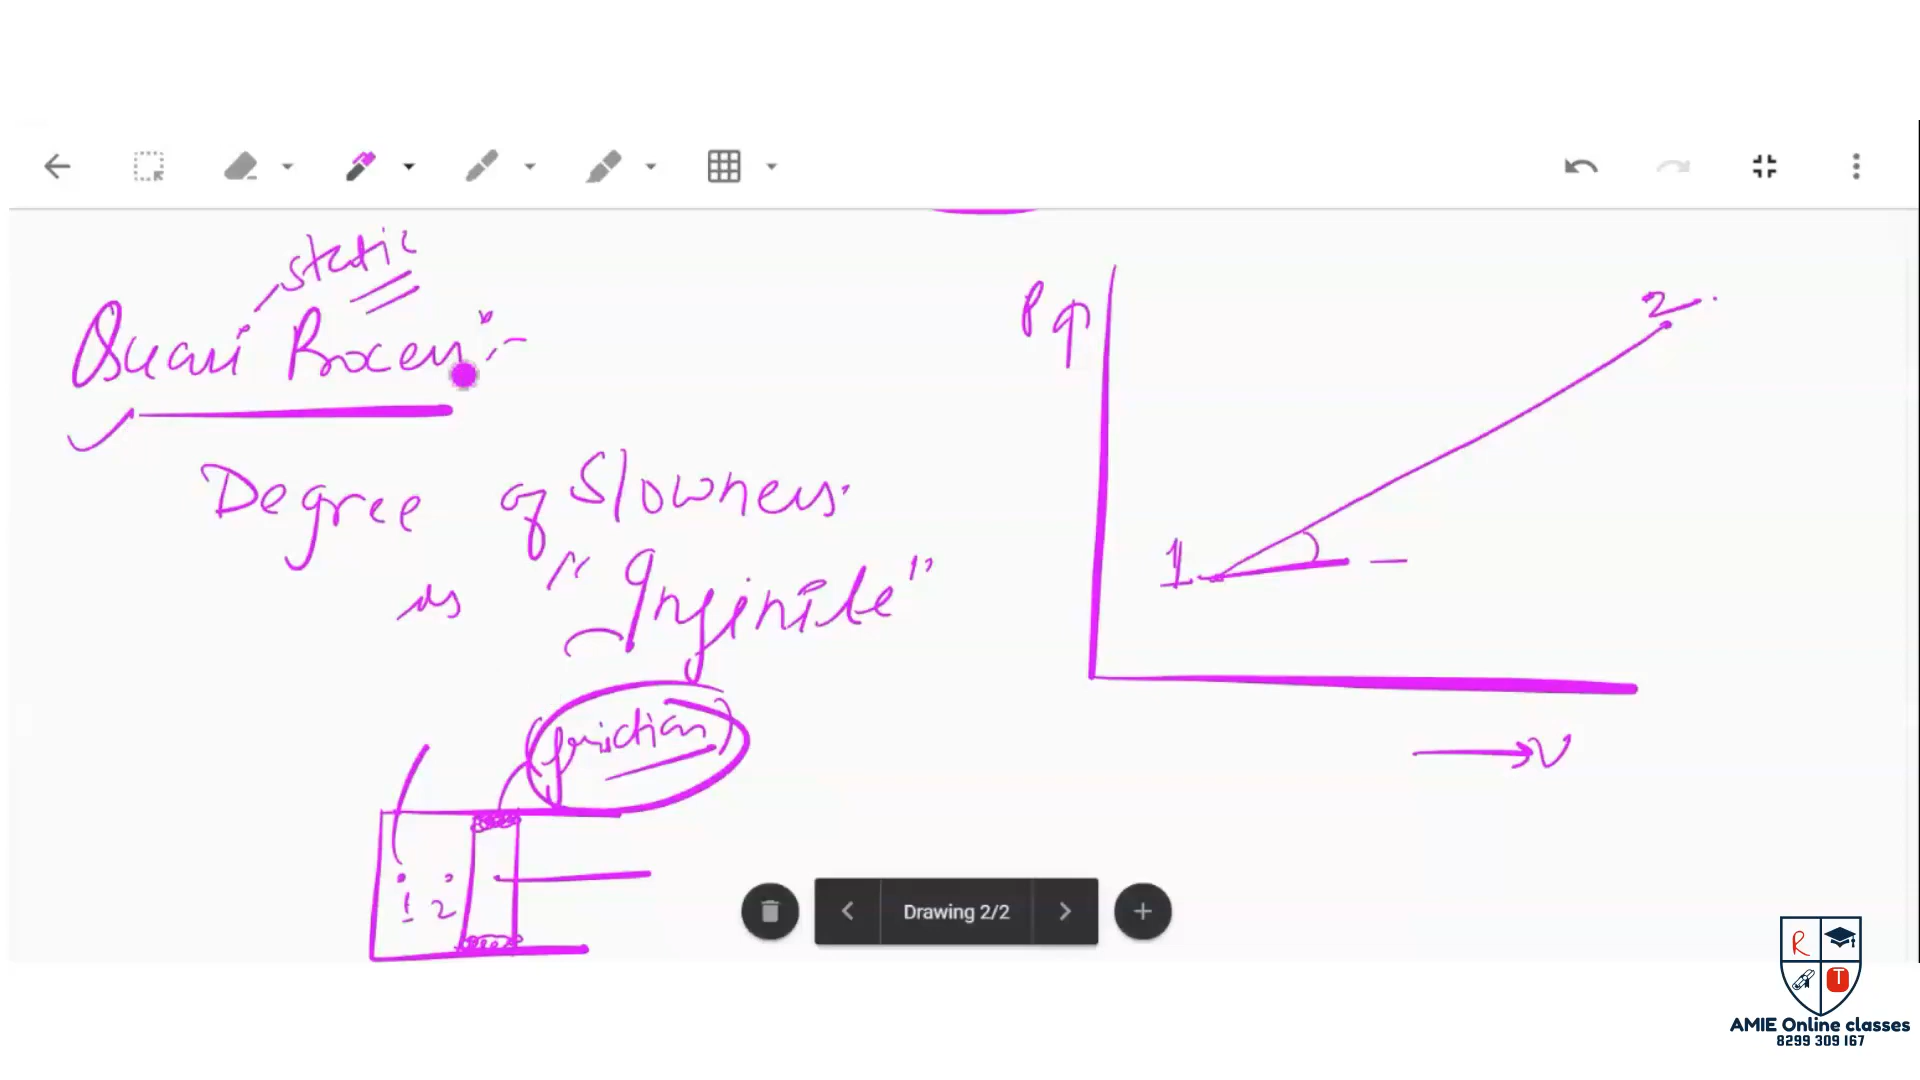 static
Quasi Process :-
Degree of Slowness.
is "Infinite"
(friction)
1 2
P
2
1
V
Drawing 2/2
R
T
AMIE Online classes
8299 309 167